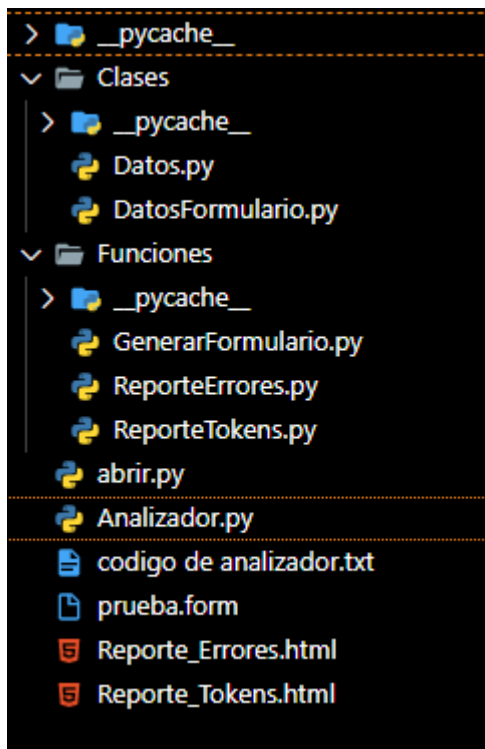 __pycache__
Clases
__pycache__
Datos.py
DatosFormulario.py
Funciones
__pycache__
GenerarFormulario.py
ReporteErrores.py
ReporteTokens.py
abrir.py
Analizador.py
codigo de analizador.txt
prueba.form
Reporte_Errores.html
Reporte_Tokens.html